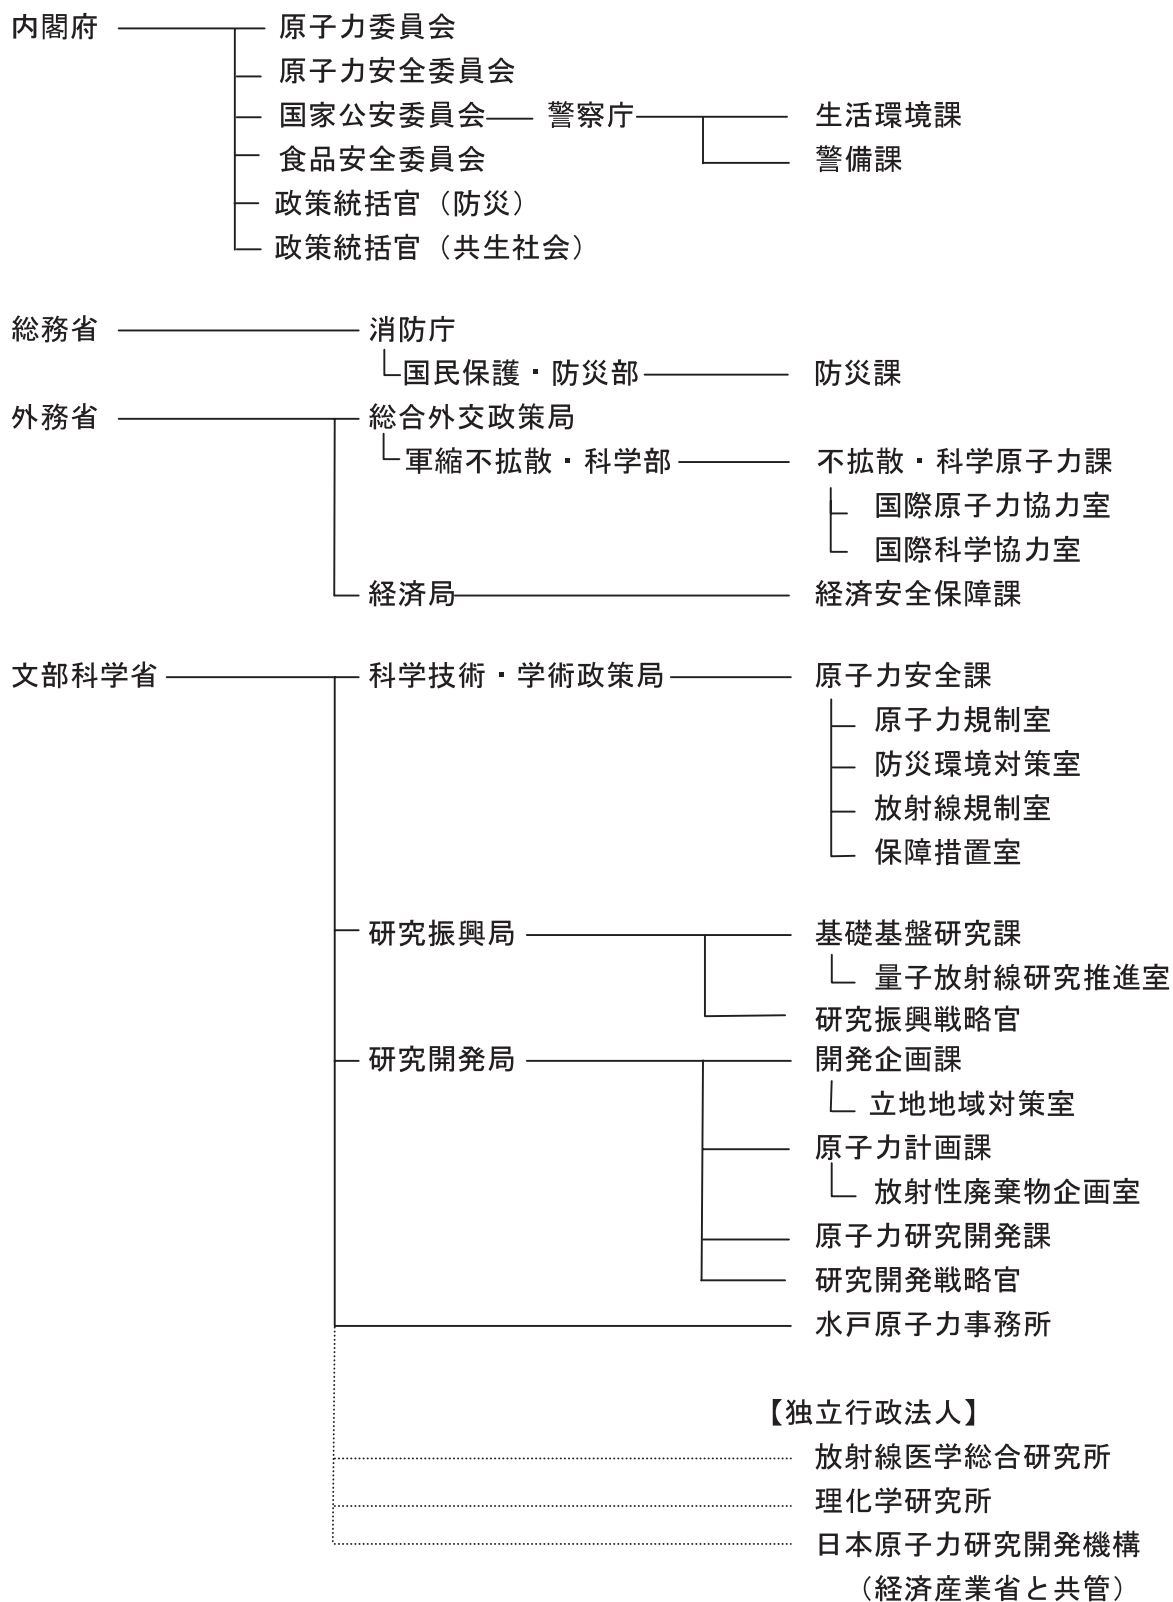 内閣府 原子力委員会
原子力安全委員会
国家公安委員会 警察庁 生活環境課
食品安全委員会 警備課
政策統括官（防災）
政策統括官（共生社会）
総務省 消防庁
国民保護・防災部 防災課
外務省 総合外交政策局
軍縮不拡散・科学部 不拡散・科学原子力課
国際原子力協力室
国際科学協力室
経済局 経済安全保障課
文部科学省 科学技術・学術政策局 原子力安全課
原子力規制室
防災環境対策室
放射線規制室
保障措置室
研究振興局 基礎基盤研究課
量子放射線研究推進室
研究振興戦略官
研究開発局 開発企画課
立地地域対策室
原子力計画課
放射性廃棄物企画室
原子力研究開発課
研究開発戦略官
水戸原子力事務所
【独立行政法人】
放射線医学総合研究所
理化学研究所
日本原子力研究開発機構
（経済産業省と共管）